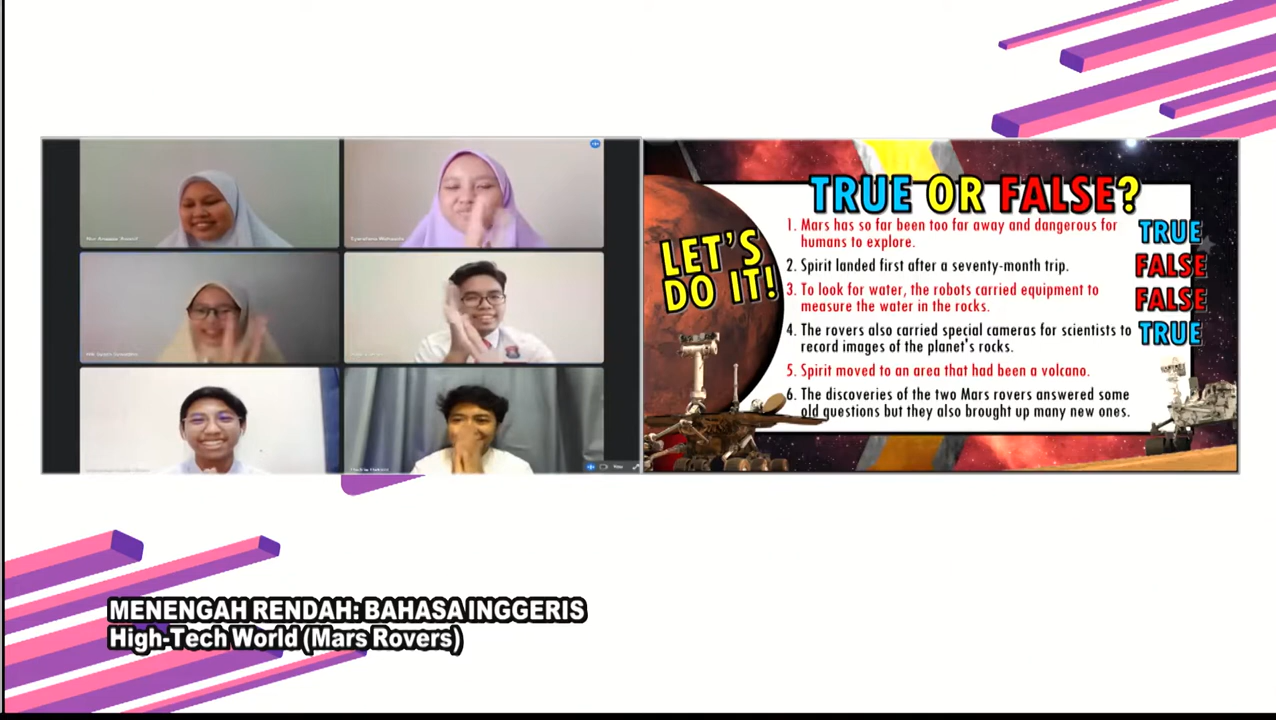 TRUE OR FALSE?
LET'S
DO IT!
1. Mars has so far been too far away and dangerous for
humans to explore.
TRUE
2. Spirit landed first after a seventy-month trip.
FALSE
3. To look for water, the robots carried equipment to
measure the water in the rocks.
FALSE
4. The rovers also carried special cameras for scientists to
record images of the planet's rocks.
TRUE
5. Spirit moved to an area that had been a volcano.
6. The discoveries of the two Mars rovers answered some
old questions but they also brought up many new ones.
MENENGAH RENDAH: BAHASA INGGERIS
High-Tech World (Mars Rovers)